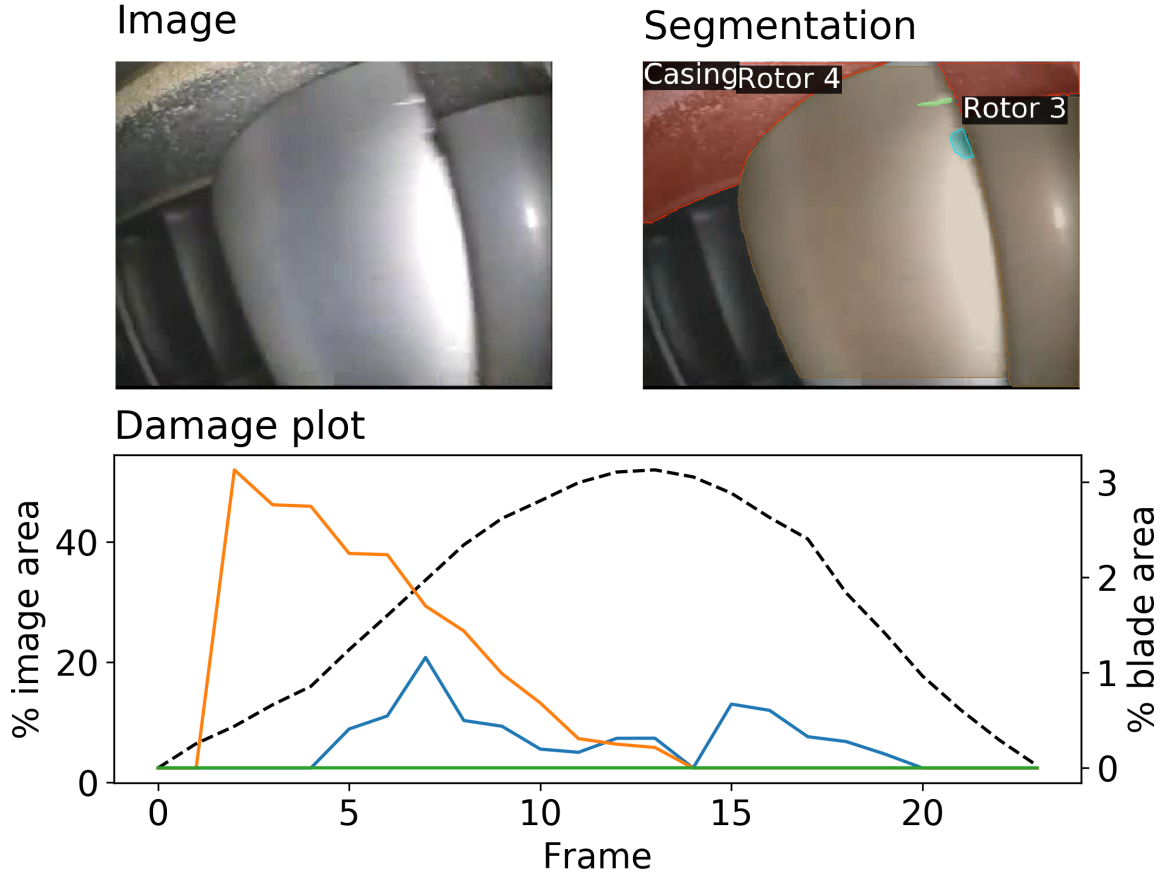 Image
Segmentation
Casing
Rotor 4
Rotor 3
Damage plot
% image area
40
20
0
3
2
1
0
% blade area
0
5
10
15
20
Frame